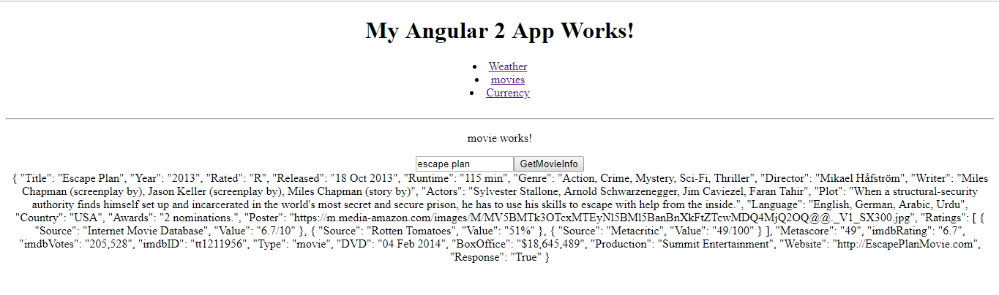 My Angular 2 App Works!
Weather
movies
Currency
movie works!
escape plan GetMovieInfo
{ "Title": "Escape Plan", "Year": "2013", "Rated": "R", "Released": "18 Oct 2013", "Runtime": "115 min", "Genre": "Action, Crime, Mystery, Sci-Fi, Thriller", "Director": "Mikael Håfström", "Writer": "Miles
Chapman (screenplay by), Jason Keller (screenplay by), Miles Chapman (story by)", "Actors": "Sylvester Stallone, Arnold Schwarzenegger, Jim Caviezel, Faran Tahir", "Plot": "When a structural-security
authority finds himself set up and incarcerated in the world's most secret and secure prison, he has to use his skills to escape with help from the inside.", "Language": "English, German, Arabic, Urdu",
"Country": "USA", "Awards": "2 nominations.", "Poster": "https://m.media-amazon.com/images/M/MV5BMTk3OTcxMTEyNl5BMl5BanBnXkFtZTcwMDQ4MjQ2OQ@@._V1_SX300.jpg", "Ratings": [ {
"Source": "Internet Movie Database", "Value": "6.7/10" }, { "Source": "Rotten Tomatoes", "Value": "51%" }, { "Source": "Metacritic", "Value": "49/100" } ], "Metascore": "49", "imdbRating": "6.7",
"imdbVotes": "205,528", "imdbID": "tt1211956", "Type": "movie", "DVD": "04 Feb 2014", "BoxOffice": "$18,645,489", "Production": "Summit Entertainment", "Website": "http://EscapePlanMovie.com",
"Response": "True" }